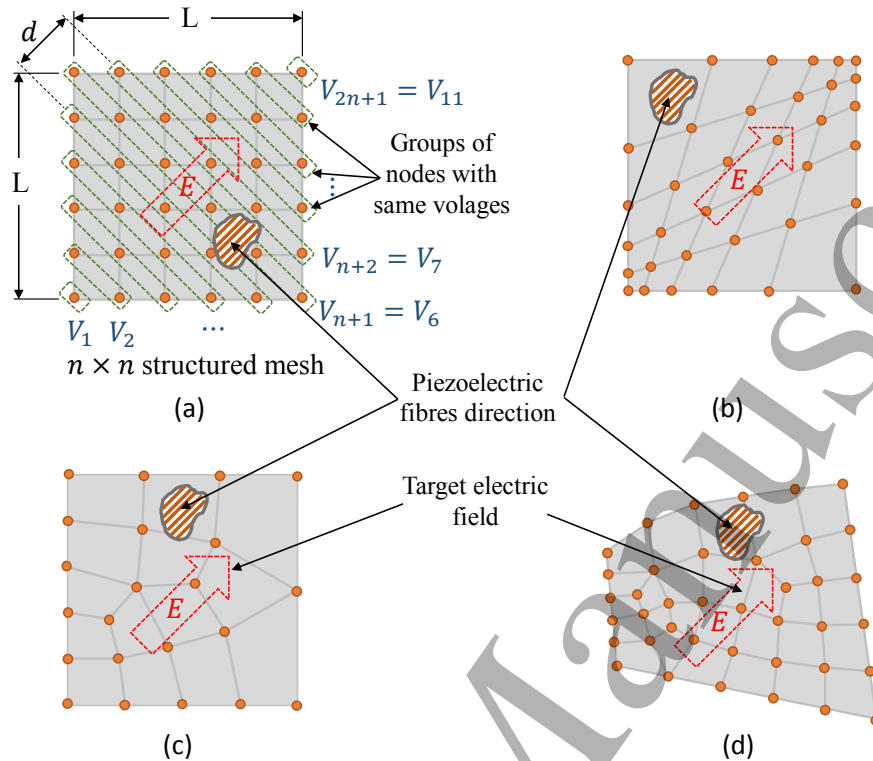 L
d
L
E
V₂ₙ₊₁ = V₁₁
Groups of
nodes with
same volages
⋮
Vₙ₊₂ = V₇
Vₙ₊₁ = V₆
V₁ V₂ ...
n × n structured mesh
(a)
E
(b)
Piezoelectric
fibres direction
Target electric
field
E
(c)
E
(d)
Manusc